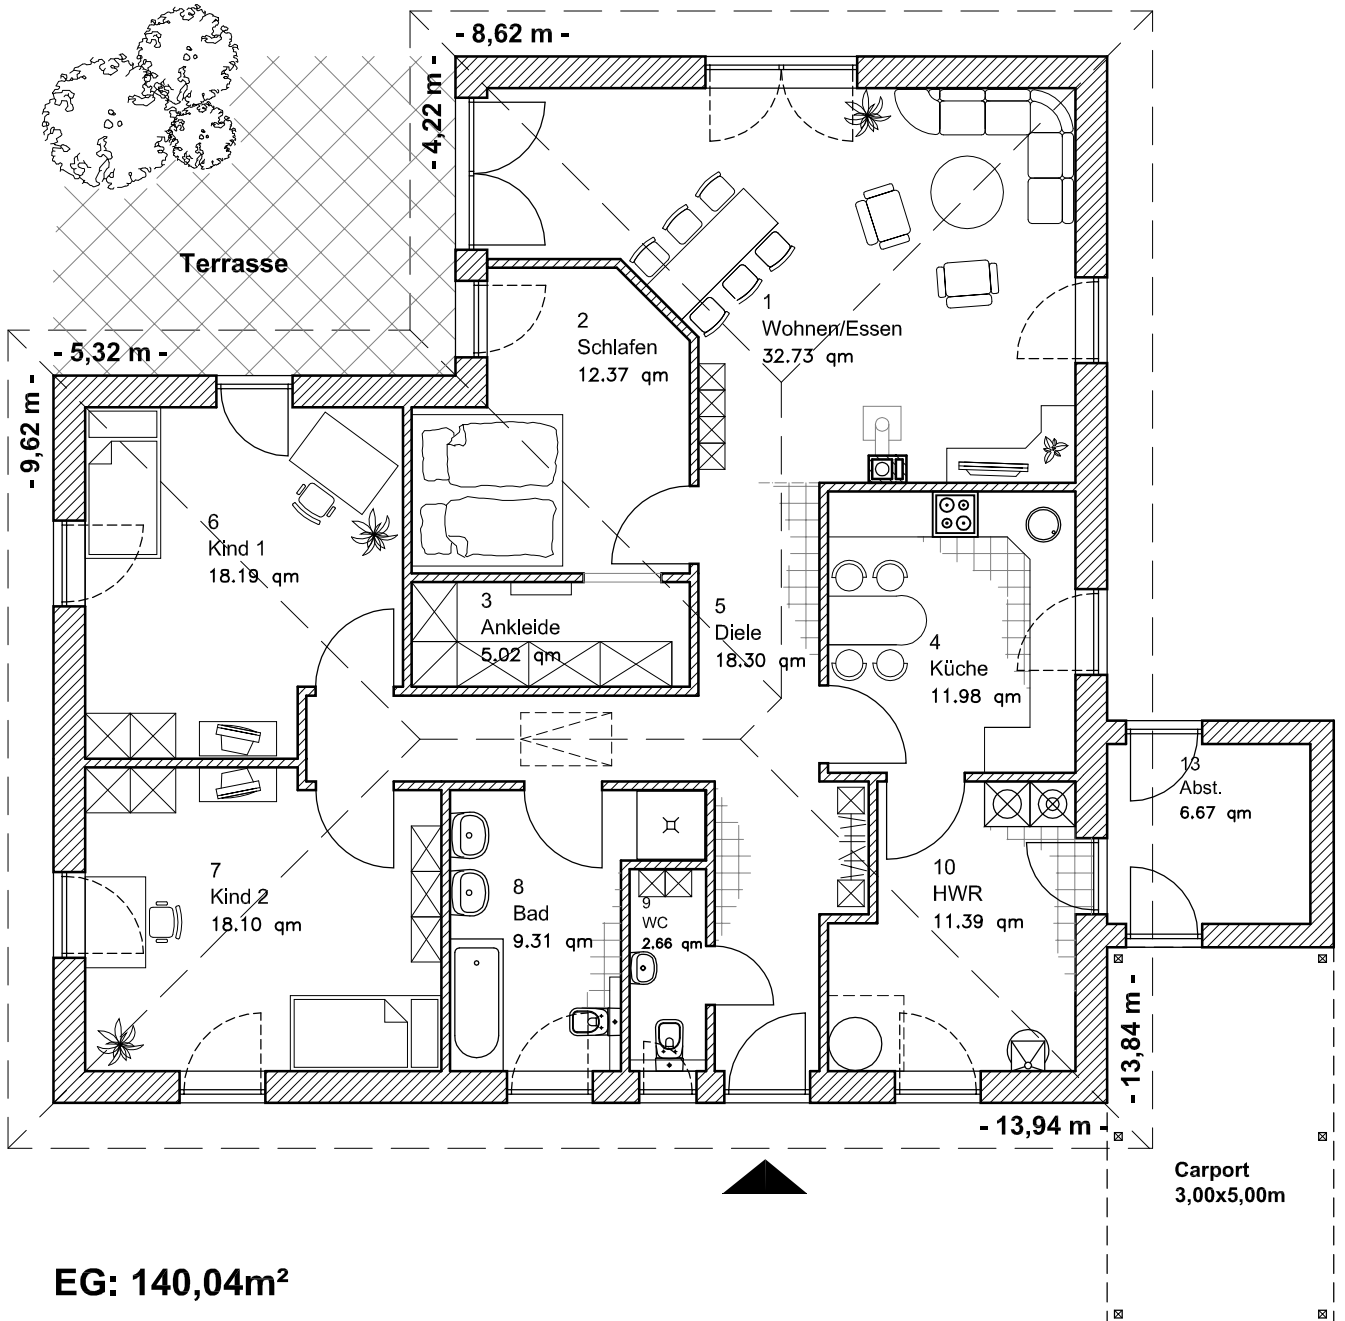 - 8,62 m -
- 4,22 m -
Terrasse
- 5,32 m -
- 9,62 m -
1
Wohnen/Essen
32.73 qm
2
Schlafen
12.37 qm
6
Kind 1
18.19 qm
3
Ankleide
5.02 qm
5
Diele
18.30 qm
4
Küche
11.98 qm
13
Abst.
6.67 qm
7
Kind 2
18.10 qm
8
Bad
9.31 qm
9
WC
2.66 qm
10
HWR
11.39 qm
- 13,84 m -
- 13,94 m -
Carport
3,00x5,00m
EG: 140,04m²